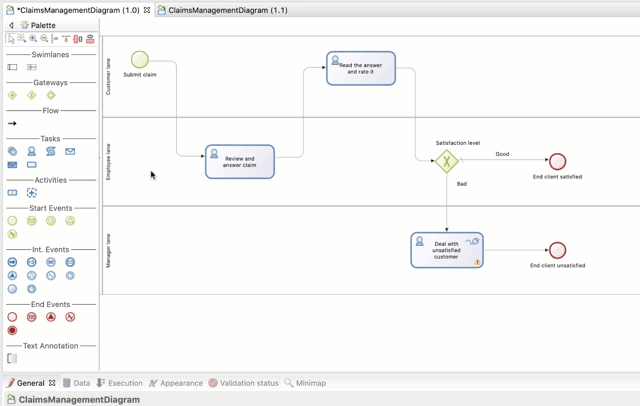 *ClaimsManagementDiagram (1.0)
ClaimsManagementDiagram (1.1)
Palette
Swimlanes
Gateways
Flow
Tasks
Activities
Start Events
Int. Events
End Events
Text Annotation
Customer lane
Submit claim
Read the answer
and rate it
Employee lane
Review and
answer claim
Satisfaction level
Good
Bad
End client satisfied
Manager lane
Deal with
unsatisfied
customer
End client unsatisfied
General
Data
Execution
Appearance
Validation status
Minimap
ClaimsManagementDiagram